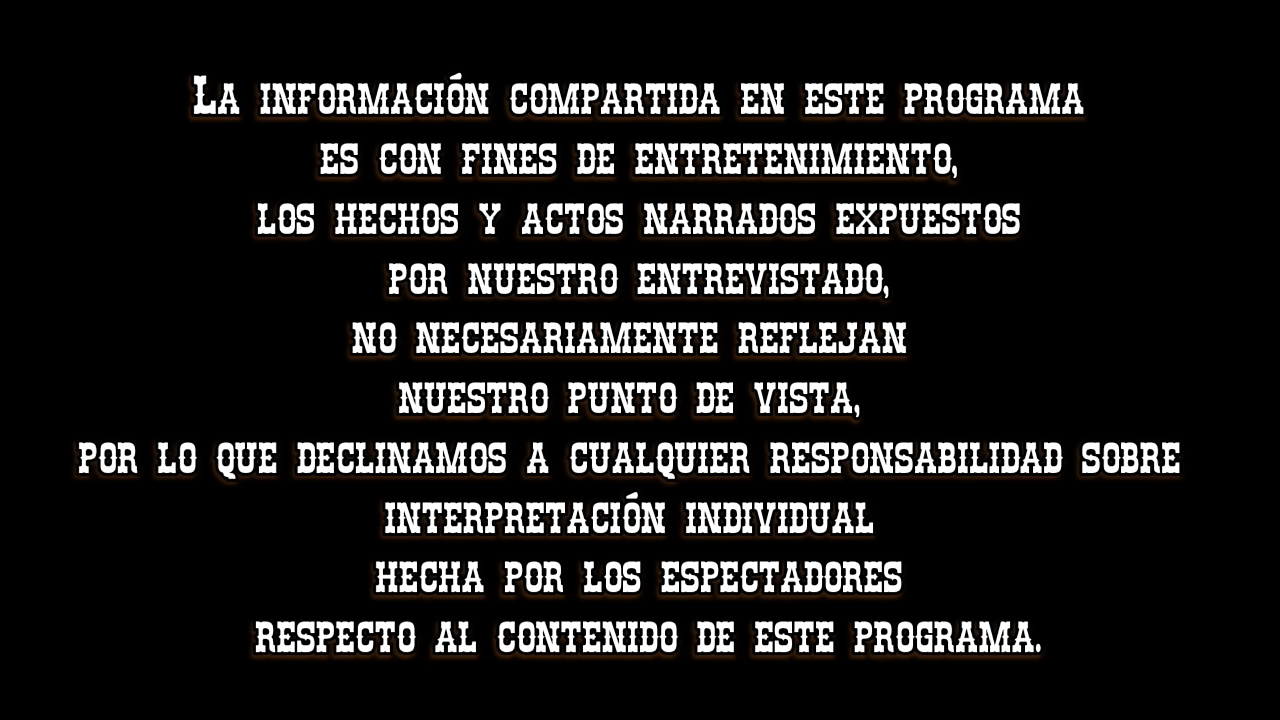 La información compartida en este programa
es con fines de entretenimiento,
los hechos y actos narrados expuestos
por nuestro entrevistado,
no necesariamente reflejan
nuestro punto de vista,
por lo que declinamos a cualquier responsabilidad sobre
interpretación individual
hecha por los espectadores
respecto al contenido de este programa.